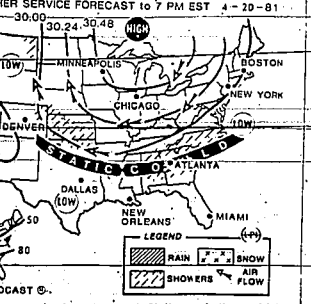 HER SERVICE FORECAST to 7 PM EST 4-20-81
30.00
30.24
30.48
HIGH
LOW
MINNEAPOLIS
BOSTON
CHICAGO
NEW YORK
DENVER
LOW
STATIC COLD
ATLANTA
DALLAS
LOW
NEW
ORLEANS
MIAMI
50
80
LEGEND
RAIN
SNOW
SHOWERS
AIR
FLOW
OCAST ®